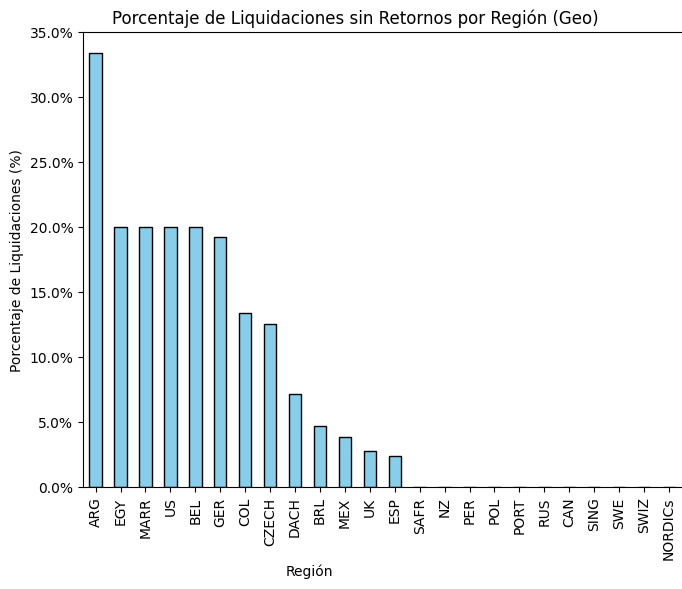 Porcentaje de Liquidaciones sin Retornos por Región (Geo)
Porcentaje de Liquidaciones (%)
35.0%
30.0%
25.0%
20.0%
15.0%
10.0%
5.0%
0.0%
ARG
EGY
MARR
US
BEL
GER
COL
CZECH
DACH
BRL
MEX
UK
ESP
SAFR
NZ
PER
POL
PORT
RUS
CAN
SING
SWE
SWIZ
NORDICs
Región